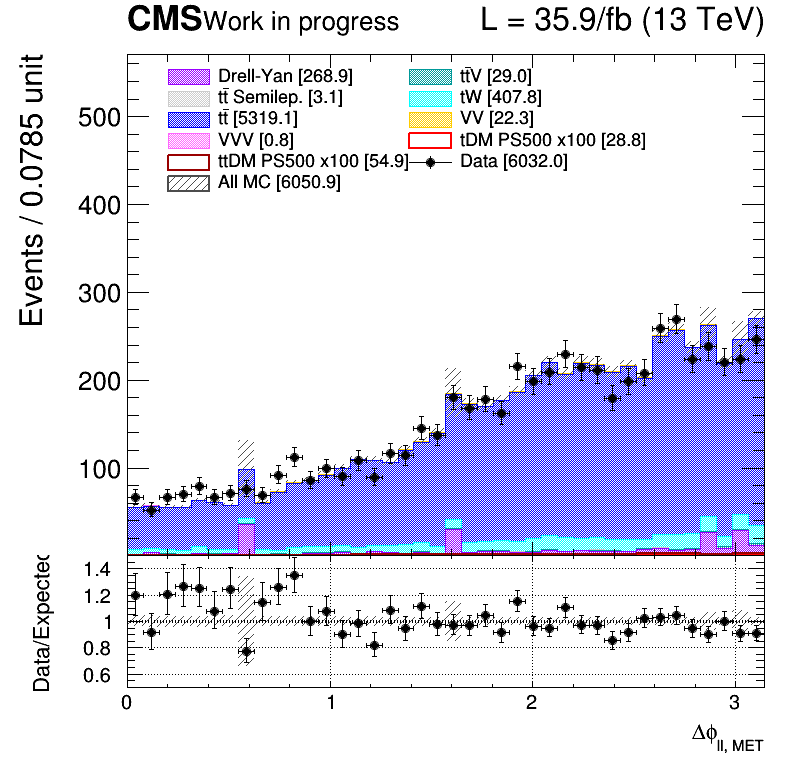 CMS Work in progress L = 35.9/fb (13 TeV)
Drell-Yan [268.9] tt̄V [29.0]
tt̄ Semilep. [3.1] tW [407.8]
tt̄ [5319.1] VV [22.3]
VVV [0.8] tDM PS500 x100 [28.8]
ttDM PS500 x100 [54.9] Data [6032.0]
All MC [6050.9]
Events / 0.0785 unit
500
400
300
200
100
Data/Expected
1.4
1.2
1
0.8
0.6
0 1 2 3
Δϕll, MET